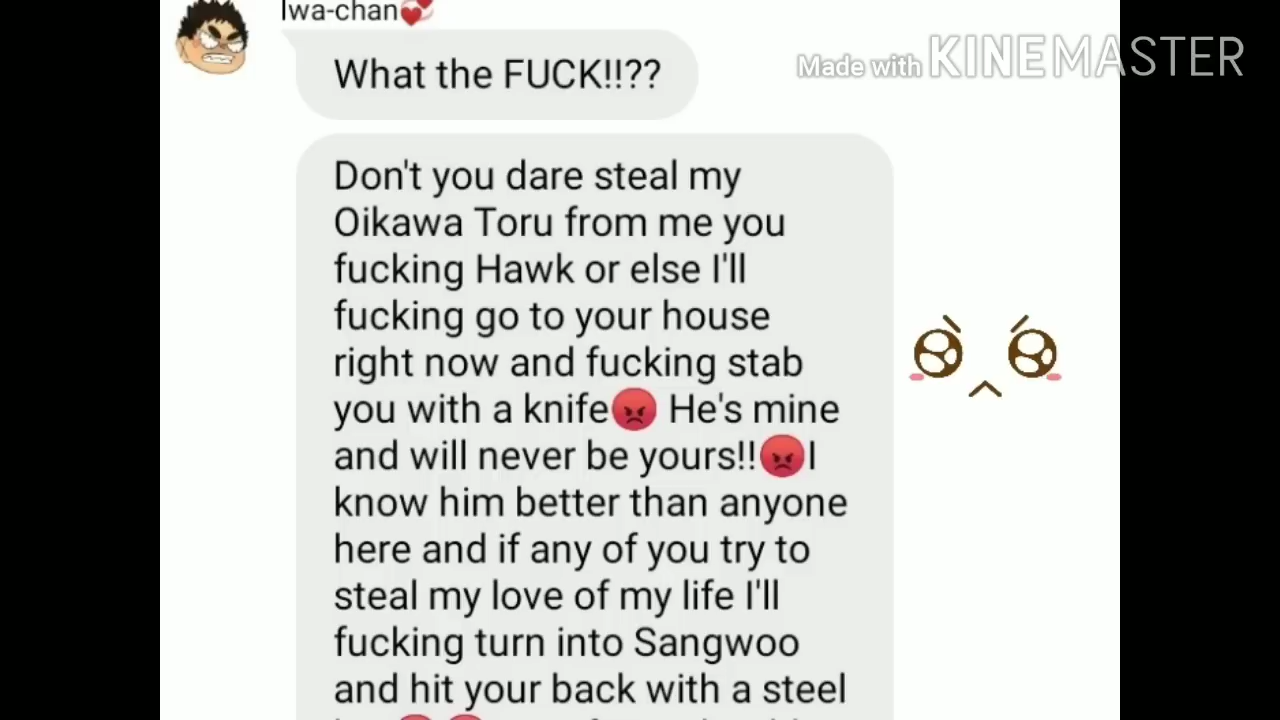 Iwa-chan💞
Made with KINEMASTER
What the FUCK!!??
Don't you dare steal my
Oikawa Toru from me you
fucking Hawk or else I'll
fucking go to your house
right now and fucking stab
you with a knife😡 He's mine
and will never be yours!!😡I
know him better than anyone
here and if any of you try to
steal my love of my life I'll
fucking turn into Sangwoo
and hit your back with a steel